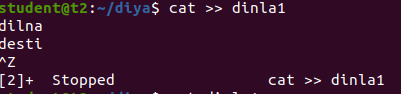 student@t2:~/diya$ cat >> dinla1
dilna
desti
^Z
[2]+  Stopped                 cat >> dinla1